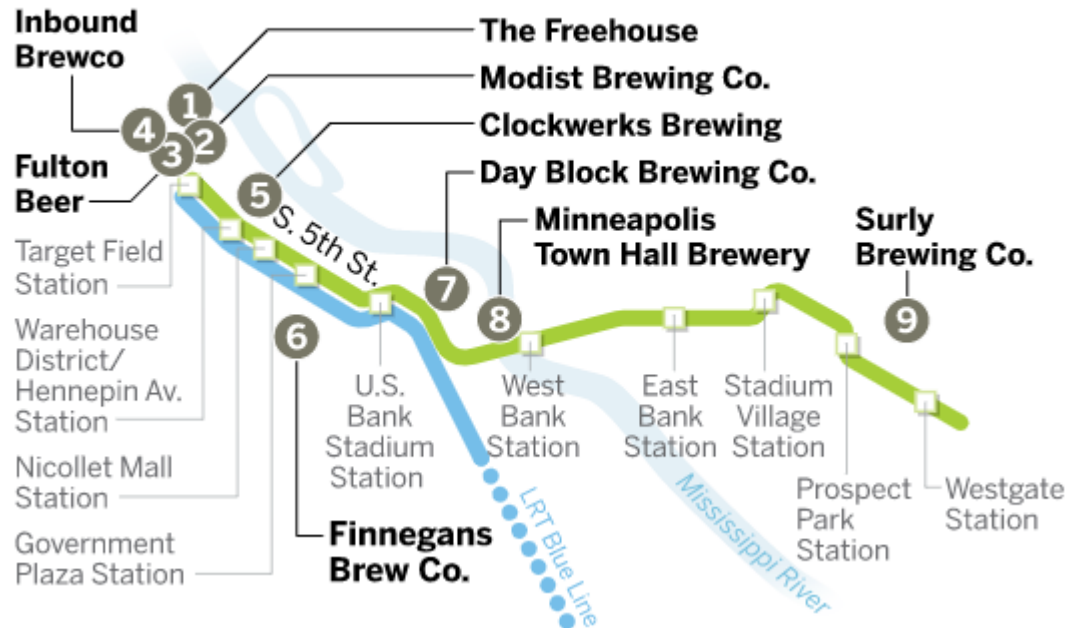 Inbound
Brewco
The Freehouse
Modist Brewing Co.
Clockwerks Brewing
Day Block Brewing Co.
Minneapolis
Town Hall Brewery
Surly
Brewing Co.
1
4
2
3
5
7
8
9
6
Fulton
Beer
S. 5th St.
Target Field
Station
Warehouse
District/
Hennepin Av.
Station
Nicollet Mall
Station
Government
Plaza Station
Finnegans
Brew Co.
U.S.
Bank
Stadium
Station
West
Bank
Station
East
Bank
Station
Stadium
Village
Station
Prospect
Park
Station
Westgate
Station
LRT Blue Line
Mississippi River